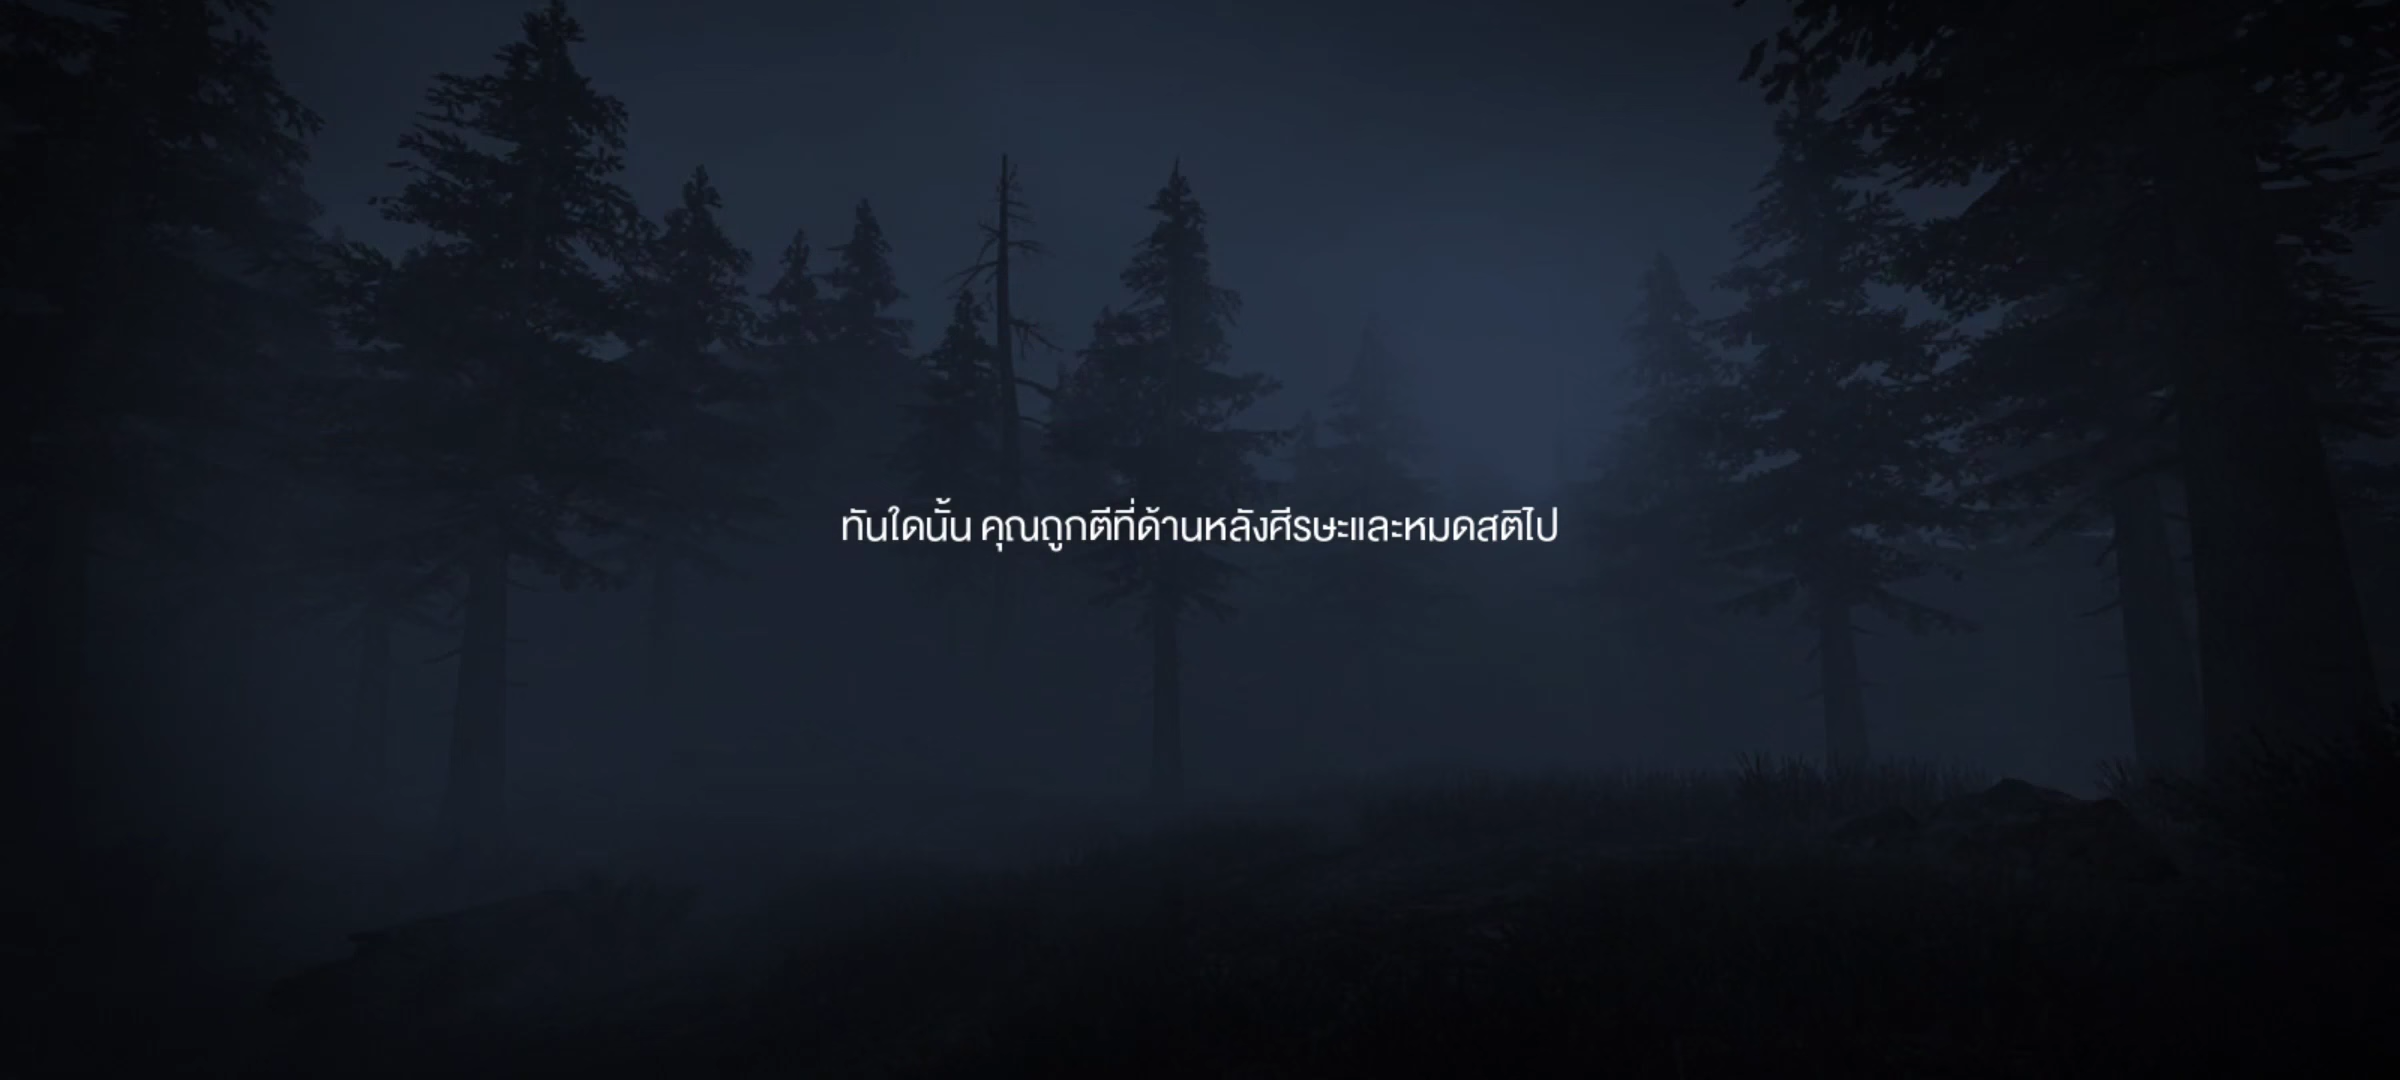 ทันใดนั้น คุณถูกตีที่ด้านหลังศีรษะและหมดสติไป